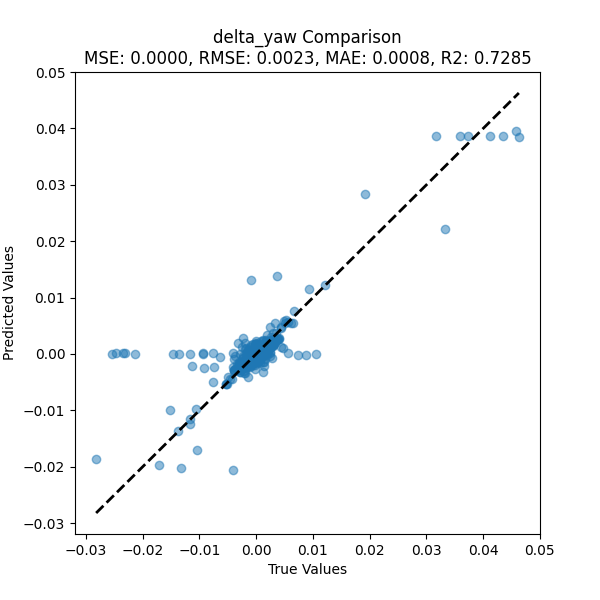 delta_yaw Comparison
MSE: 0.0000, RMSE: 0.0023, MAE: 0.0008, R2: 0.7285
0.05
0.04
0.03
0.02
0.01
0.00
−0.01
−0.02
−0.03
Predicted Values
−0.03 −0.02 −0.01 0.00 0.01 0.02 0.03 0.04 0.05
True Values